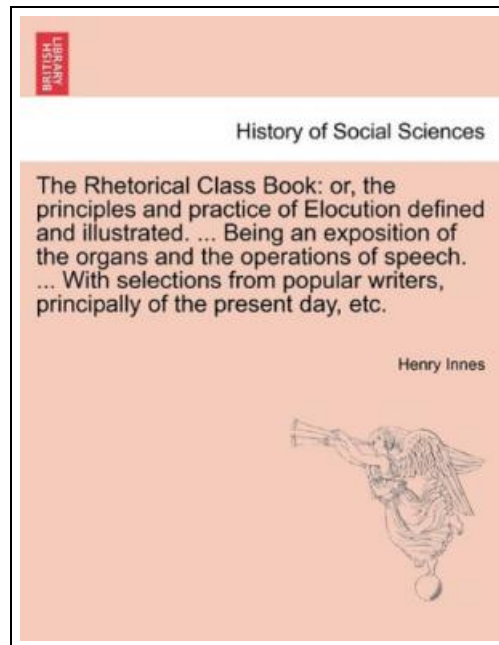 BRITISH
LIBRARY
History of Social Sciences
The Rhetorical Class Book: or, the
principles and practice of Elocution defined
and illustrated. ... Being an exposition of
the organs and the operations of speech.
... With selections from popular writers,
principally of the present day, etc.
Henry Innes